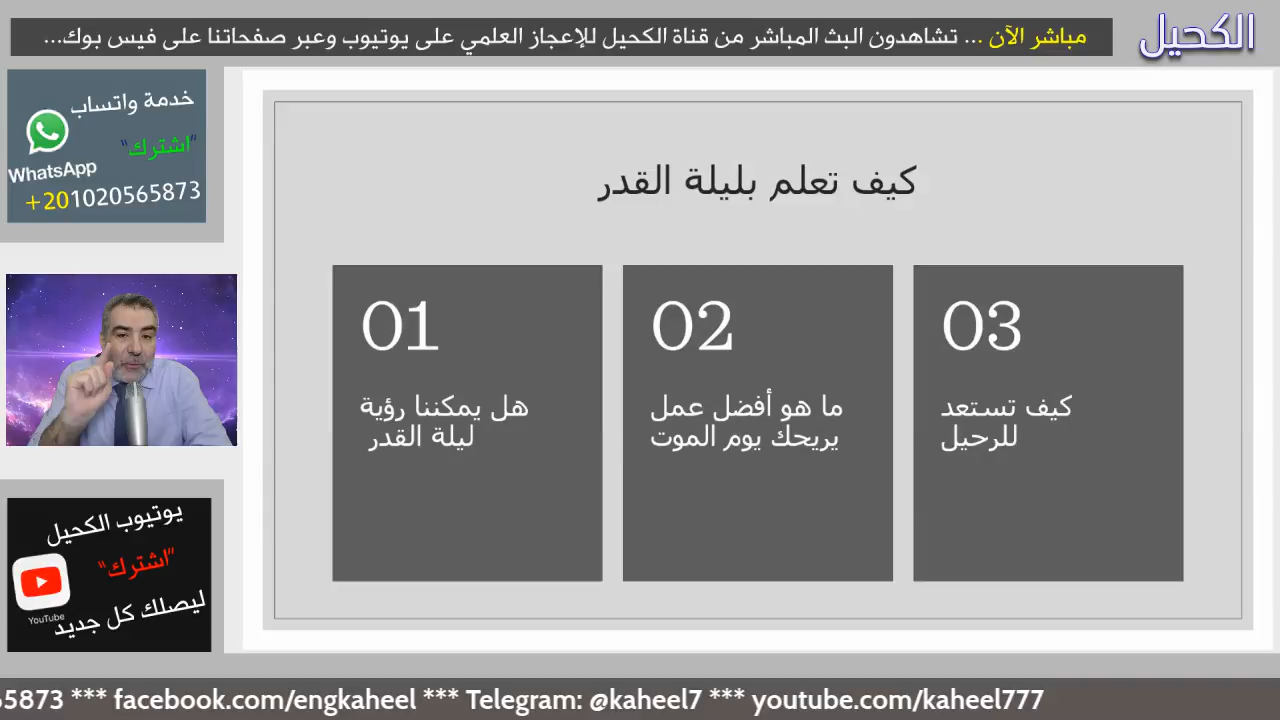 الكحيل
مباشر الآن ... تشاهدون البث المباشر من قناة الكحيل للإعجاز العلمي على يوتيوب وعبر صفحاتنا على فيس بوك...
خدمة واتساب
"اشترك"
WhatsApp
+201020565873
كيف تعلم بليلة القدر
01
هل يمكننا رؤية
ليلة القدر
02
ما هو أفضل عمل
يريحك يوم الموت
03
كيف تستعد
للرحيل
يوتيوب الكحيل
"اشترك"
YouTube
ليصلك كل جديد
65873 *** facebook.com/engkaheel *** Telegram: @kaheel7 *** youtube.com/kaheel777